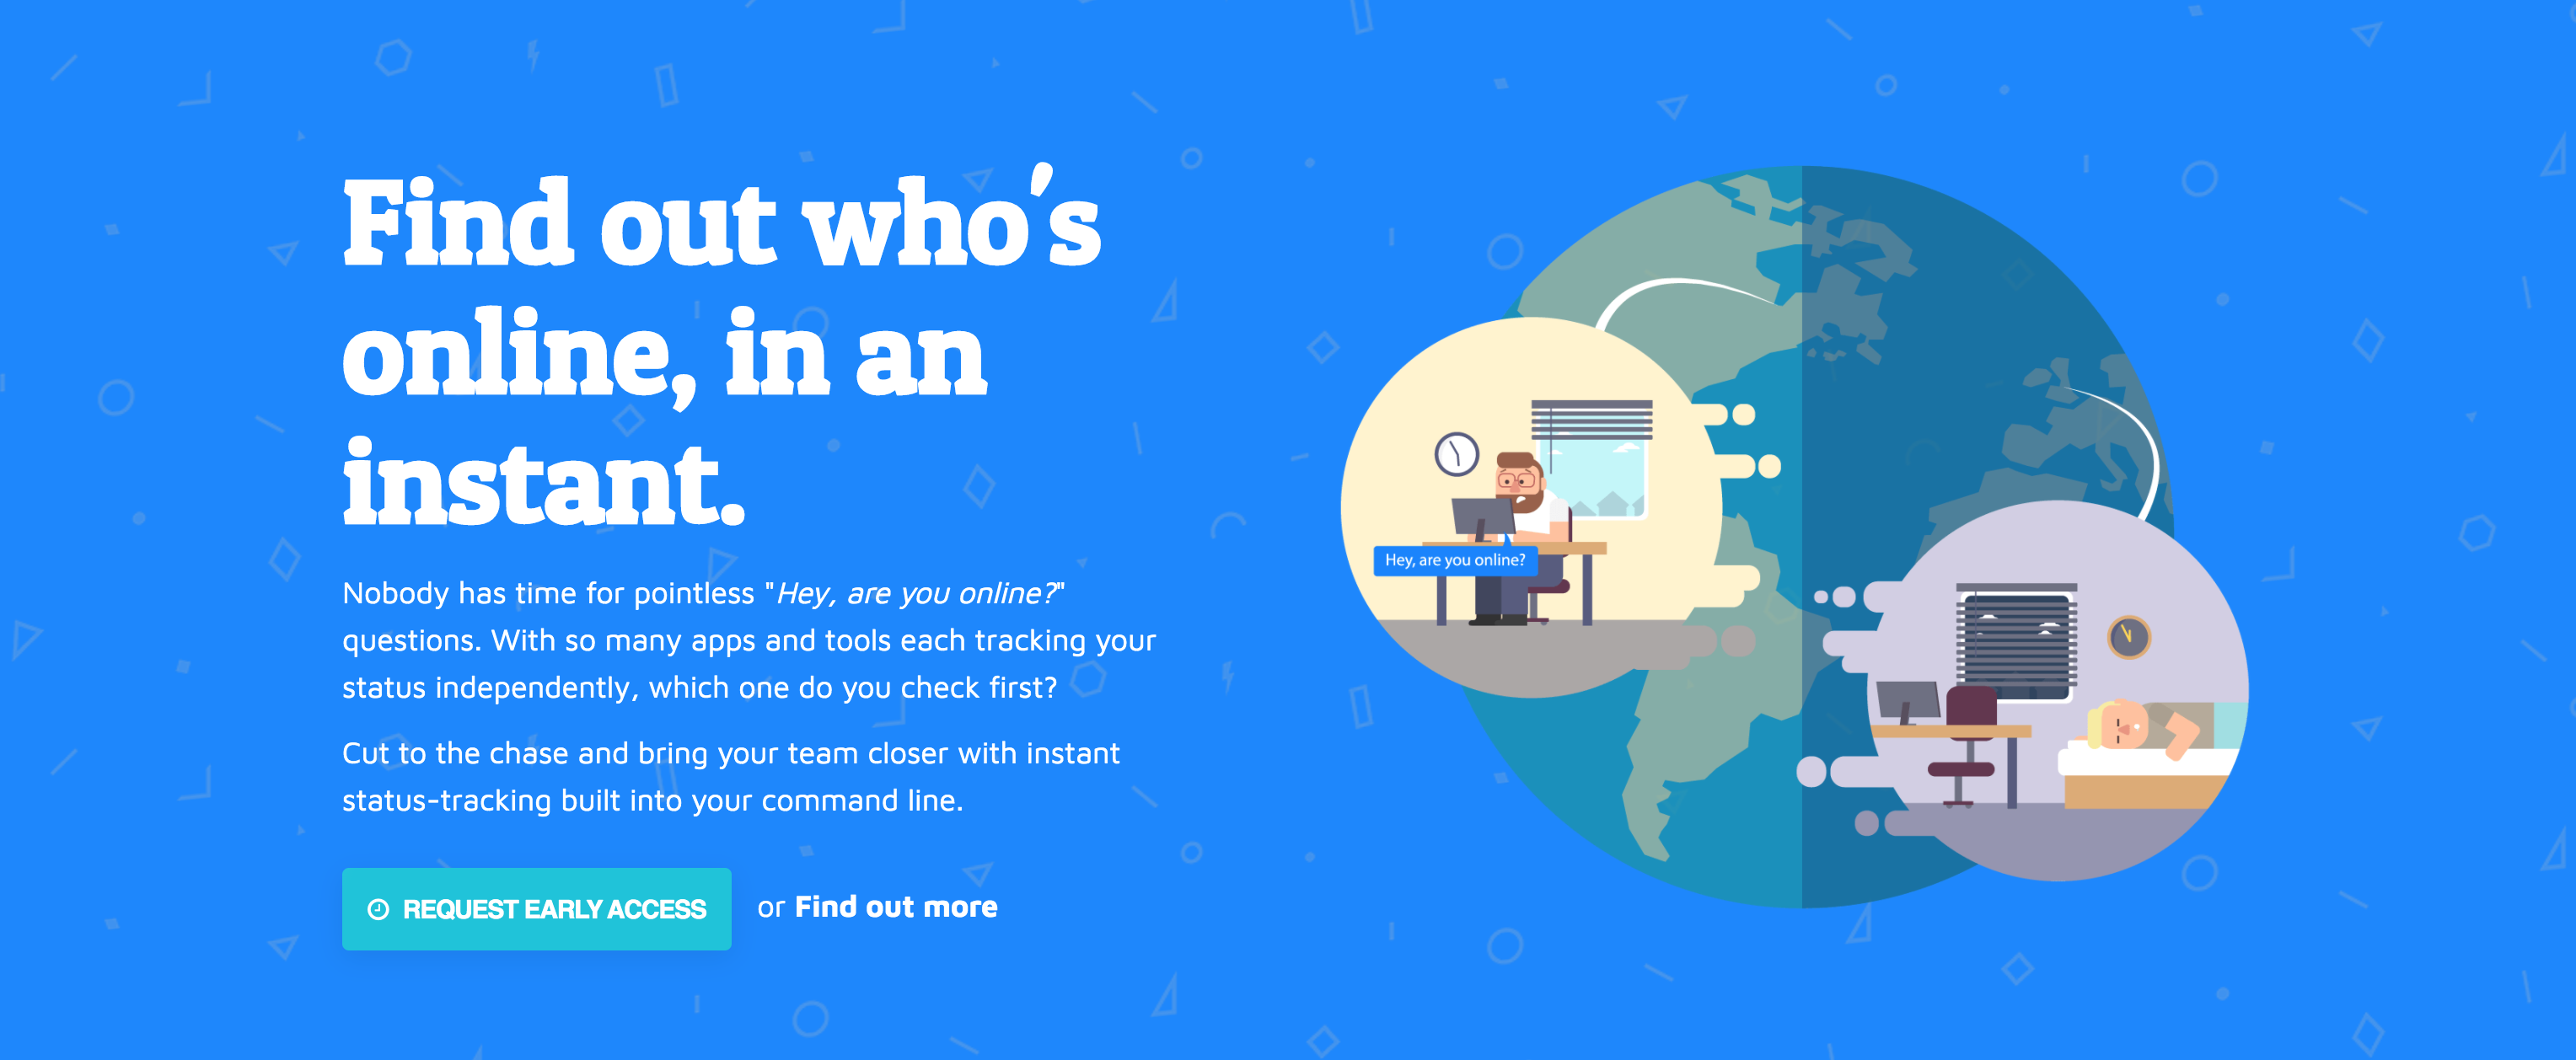 Find out who's
online, in an
instant.
Nobody has time for pointless "Hey, are you online?"
questions. With so many apps and tools each tracking your
status independently, which one do you check first?
Cut to the chase and bring your team closer with instant
status-tracking built into your command line.
REQUEST EARLY ACCESS
or Find out more
Hey, are you online?